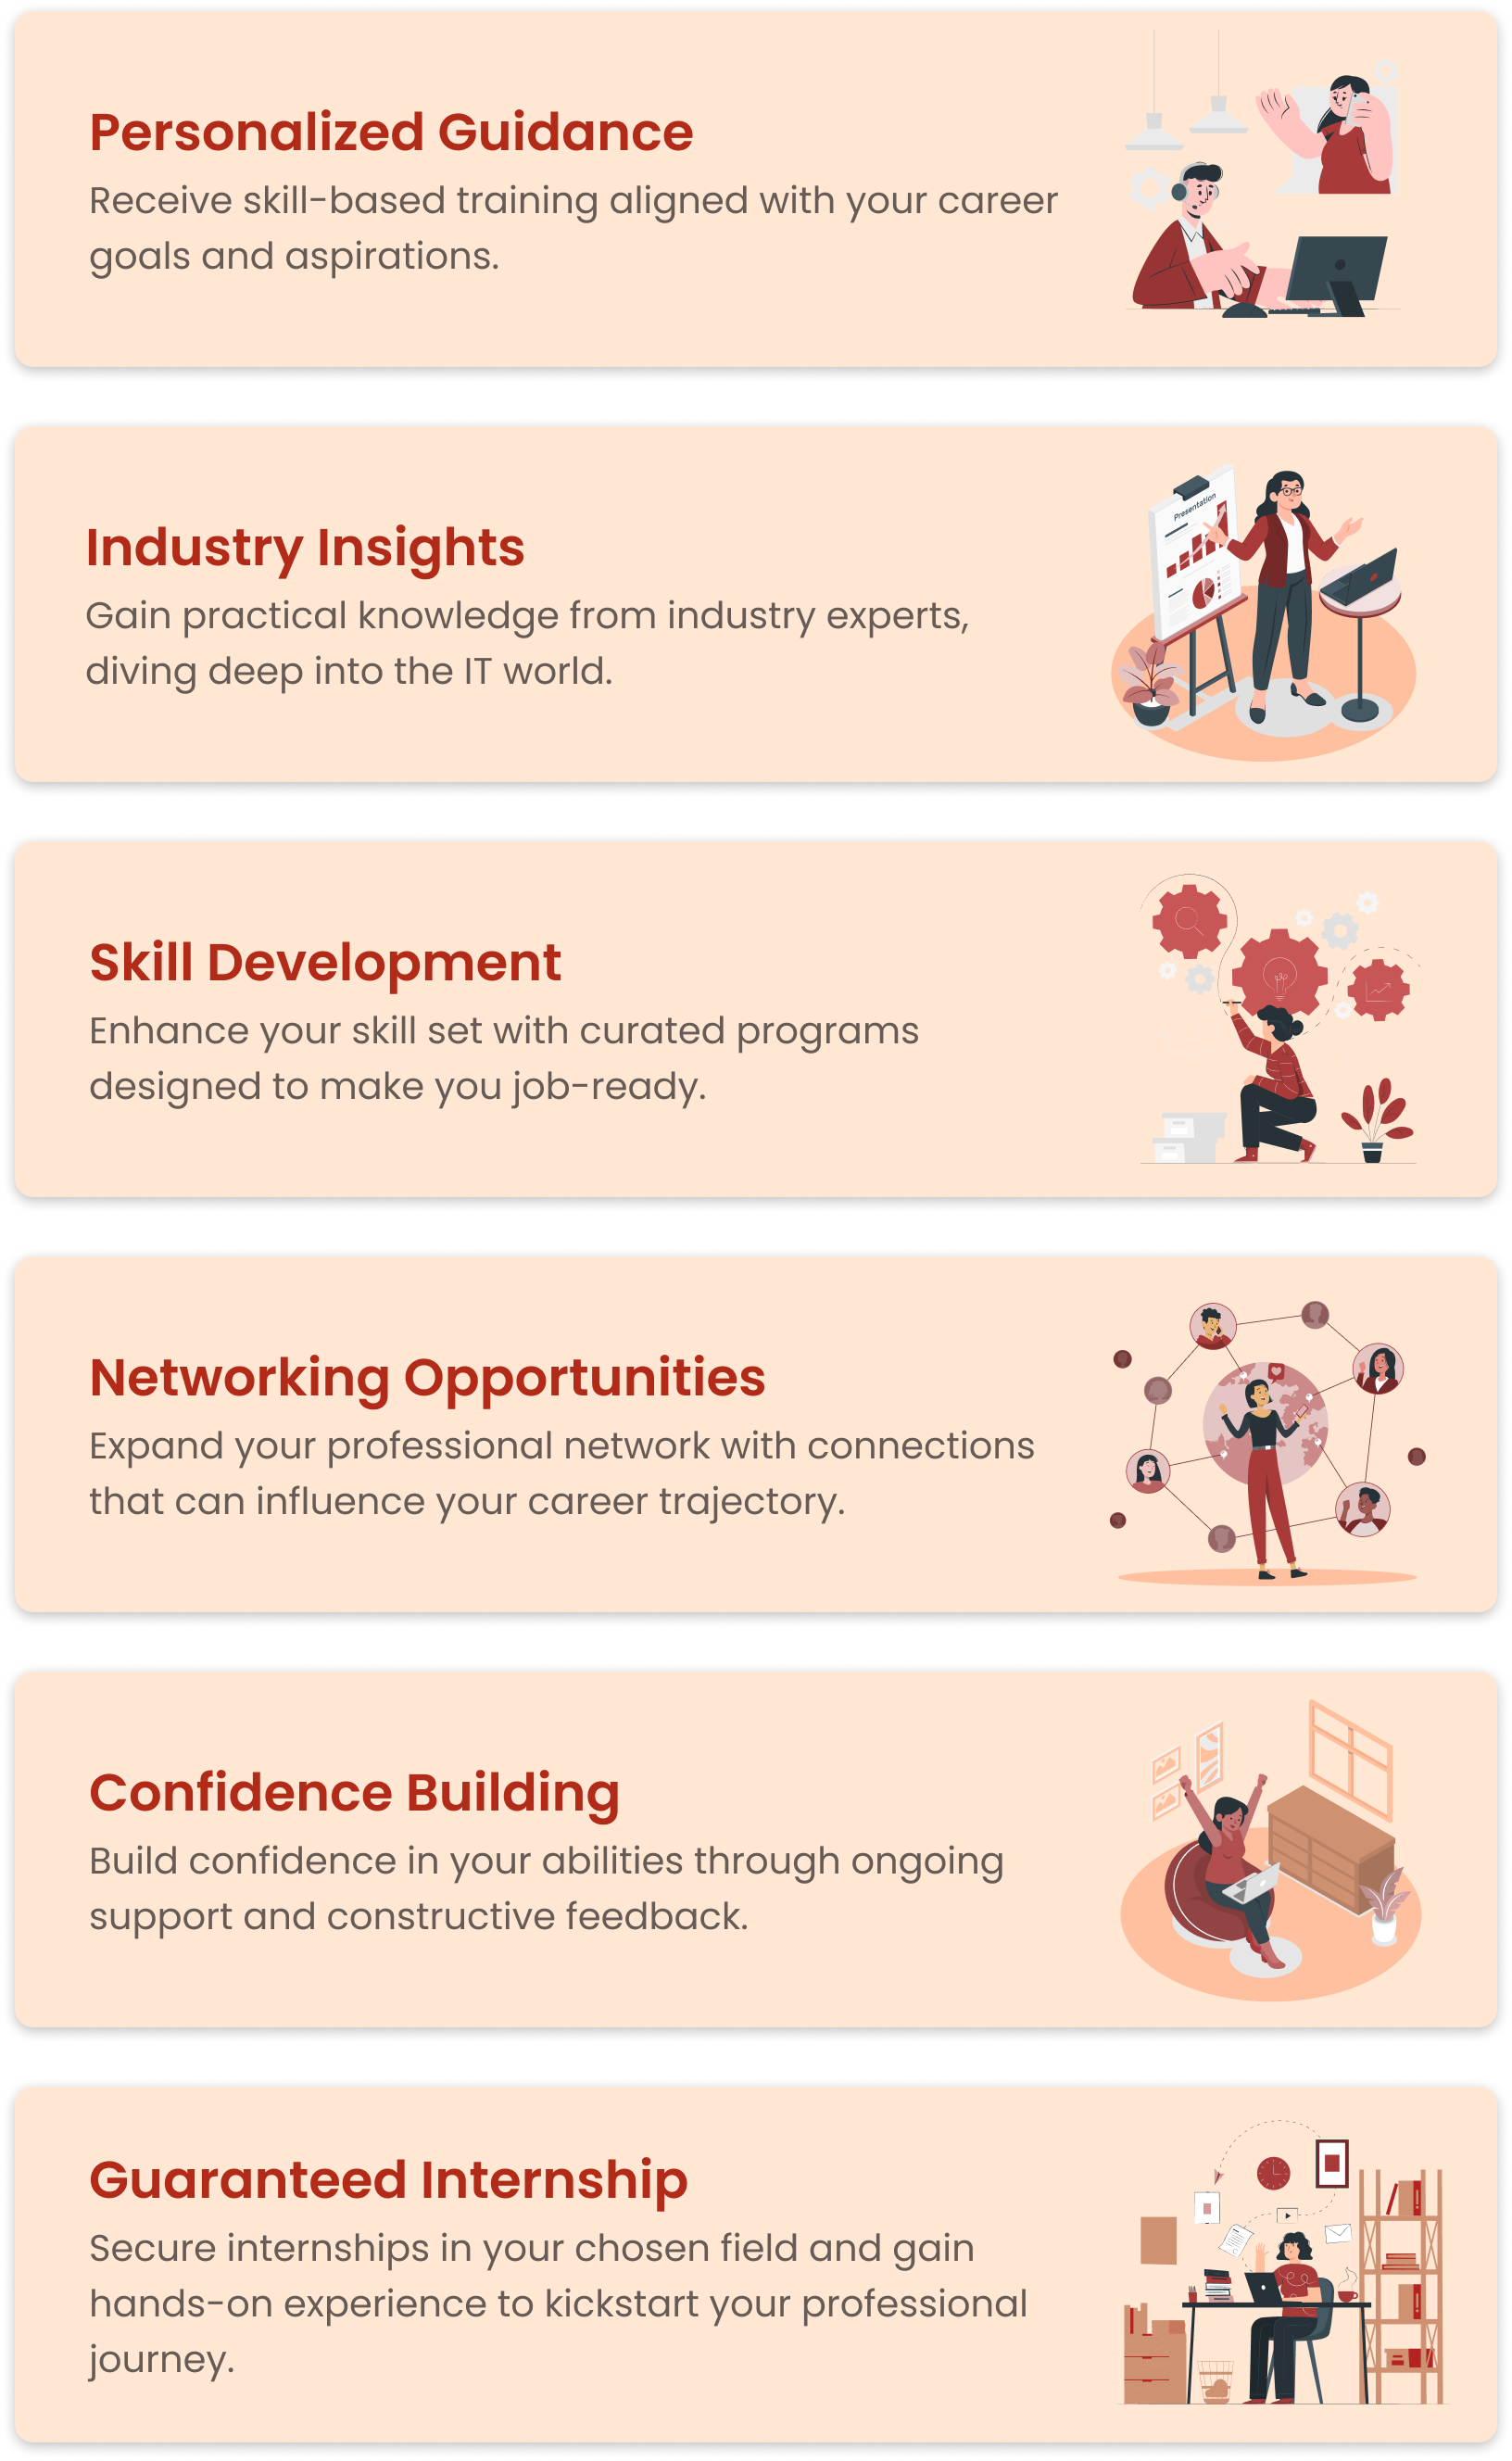 Personalized Guidance
Receive skill-based training aligned with your career
goals and aspirations.
Industry Insights
Gain practical knowledge from industry experts,
diving deep into the IT world.
Presentation
Skill Development
Enhance your skill set with curated programs
designed to make you job-ready.
Networking Opportunities
Expand your professional network with connections
that can influence your career trajectory.
Confidence Building
Build confidence in your abilities through ongoing
support and constructive feedback.
Guaranteed Internship
Secure internships in your chosen field and gain
hands-on experience to kickstart your professional
journey.